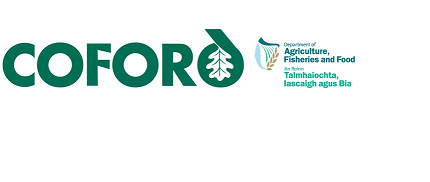 COFORD
Department of
Agriculture,
Fisheries and Food
An Roinn
Talmhaíochta,
Iascaigh agus Bia